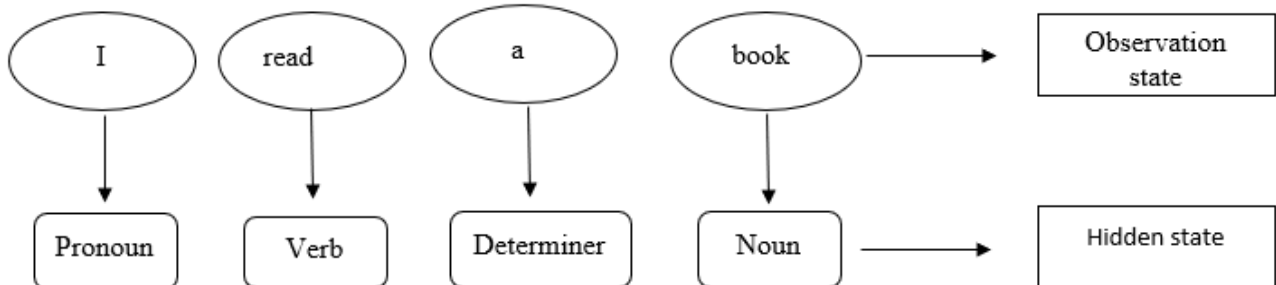 I read a book Observation
state
Pronoun Verb Determiner Noun Hidden state